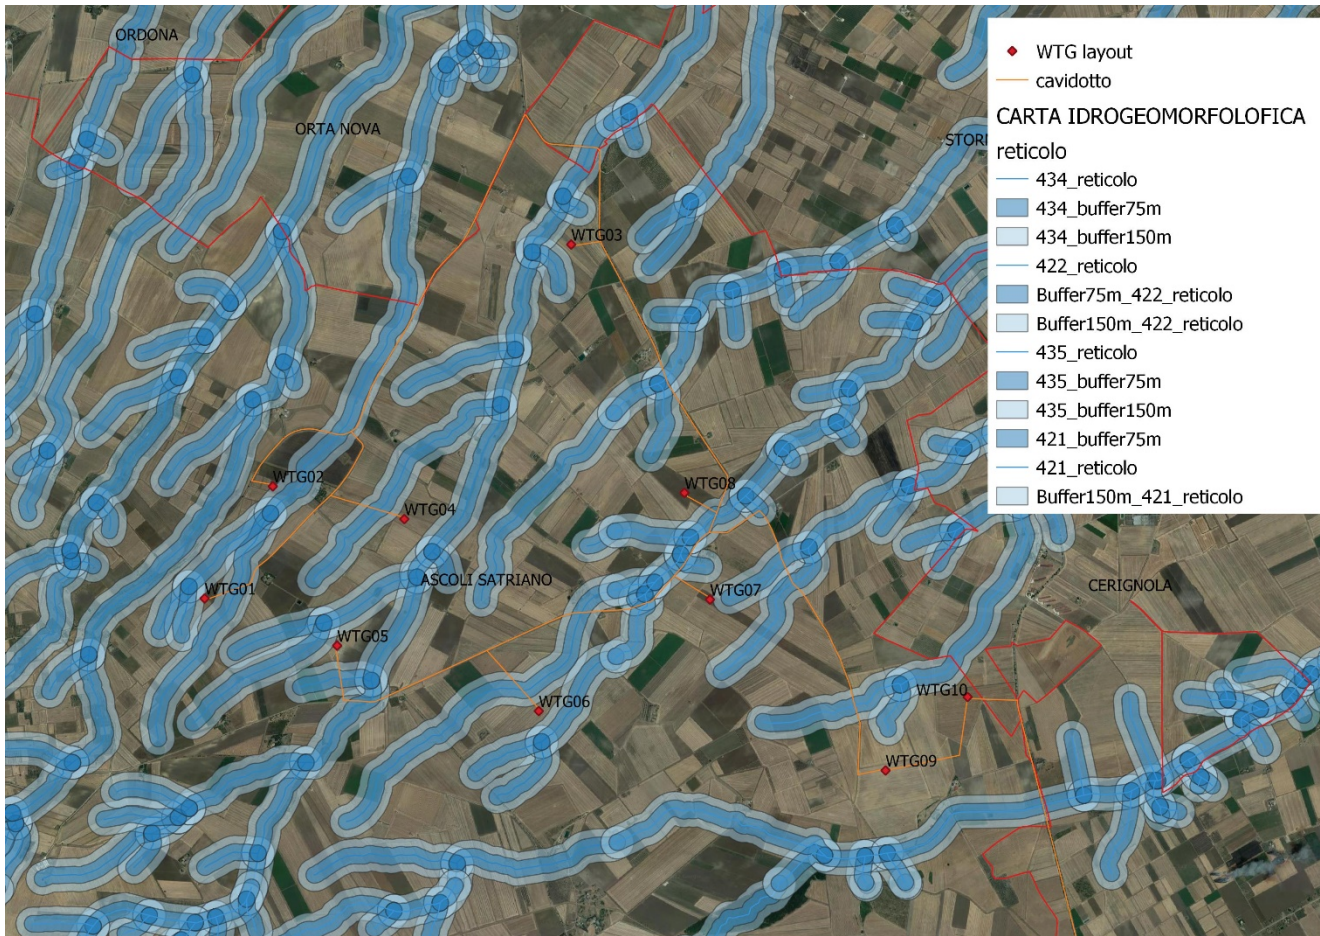 ORDONA
ORTA NOVA
STORN
WTG03
WTG02
WTG04
WTG08
WTG01
ASCOLI SATRIANO
WTG07
CERIGNOLA
WTG05
WTG06
WTG10
WTG09
WTG layout
cavidotto
CARTA IDROGEOMORFOLOFICA
reticolo
434_reticolo
434_buffer75m
434_buffer150m
422_reticolo
Buffer75m_422_reticolo
Buffer150m_422_reticolo
435_reticolo
435_buffer75m
435_buffer150m
421_buffer75m
421_reticolo
Buffer150m_421_reticolo